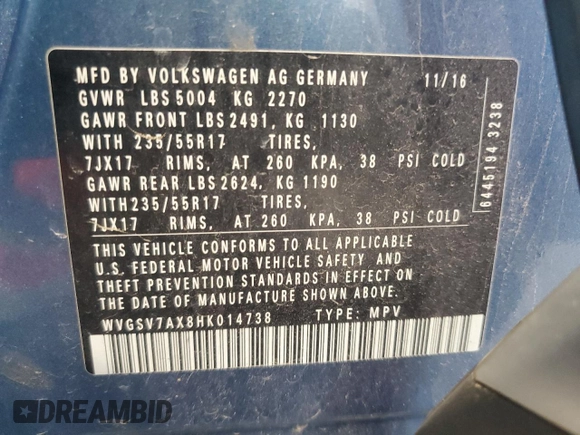 MFD BY VOLKSWAGEN AG GERMANY 11/16
GVWR LBS 5004 KG 2270
GAWR FRONT LBS 2491, KG 1130
WITH 235/55R17 TIRES,
7JX17 RIMS, AT 260 KPA, 38 PSI COLD
GAWR REAR LBS 2624, KG 1190
WITH 235/55R17 TIRES,
7JX17 RIMS, AT 260 KPA, 38 PSI COLD
THIS VEHICLE CONFORMS TO ALL APPLICABLE
U.S. FEDERAL MOTOR VEHICLE SAFETY AND
THEFT PREVENTION STANDARDS IN EFFECT ON
THE DATE OF MANUFACTURE SHOWN ABOVE.
WVGSV7AX8HK014738 TYPE: MPV
6445194 3238
DREAMBID